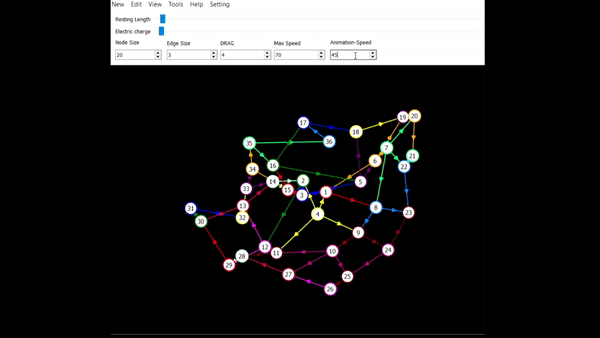 New Edit View Tools Help Setting
Resting Length
Electric charge
Node Size Edge Size DRAG Max Speed Animation-Speed
20 3 4 70 45
17 18 19 20
35 36 7 21
16 6 22
34 14 2 5
33 15 3 1
31 13 8 23
30 32 4
12 11 10 9 24
29 28 27 25
26